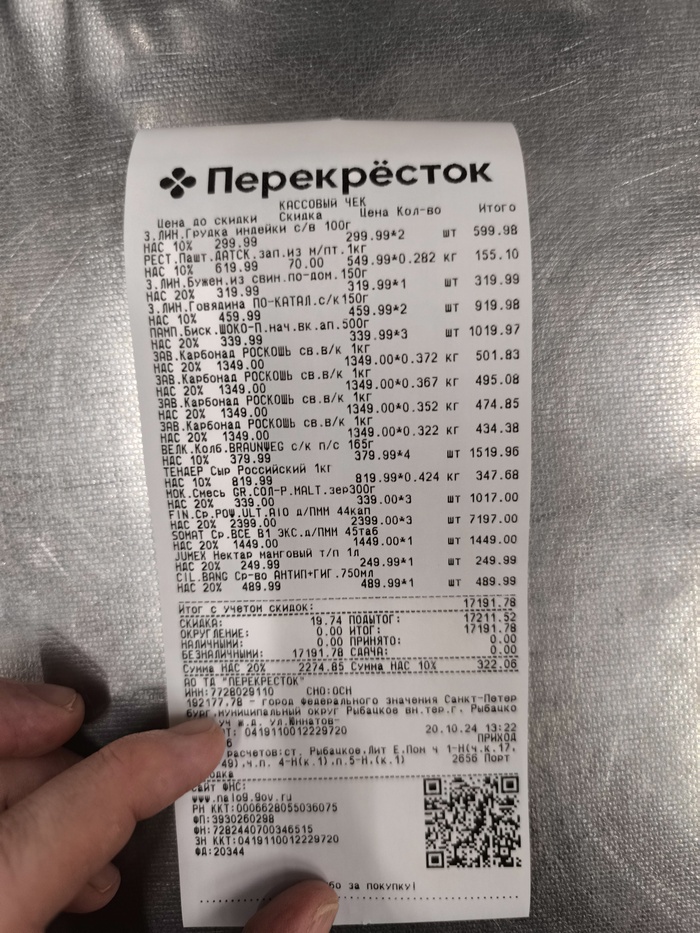 Перекрёсток
КАССОВЫЙ ЧЕК
Цена до скидки Скидка Цена Кол-во Итого
З.ЛИН.Грудка индейки с/в 100г
НДС 10% 299.99 299.99*2 шт 599.98
РЕСТ.Пашт.ДАТСК.зап.из м/пт.1кг
НДС 10% 619.99 70.00 549.99*0.282 кг 155.10
З.ЛИН.Бужен.из свин.по-дом.150г
НДС 20% 319.99 319.99*1 шт 319.99
З.ЛИН.Говядина ПО-КАТАЛ.с/к150г
НДС 10% 459.99 459.99*2 шт 919.98
ПАМП.Биск.ШОКО-П.нач.вк.ап.500г
НДС 20% 339.99 339.99*3 шт 1019.97
ЗАВ.Карбонад РОСКОШЬ св.в/к 1кг
НДС 20% 1349.00 1349.00*0.372 кг 501.83
ЗАВ.Карбонад РОСКОШЬ св.в/к 1кг
НДС 20% 1349.00 1349.00*0.367 кг 495.08
ЗАВ.Карбонад РОСКОШЬ св.в/к 1кг
НДС 20% 1349.00 1349.00*0.352 кг 474.85
ЗАВ.Карбонад РОСКОШЬ св.в/к 1кг
НДС 20% 1349.00 1349.00*0.322 кг 434.38
ВЕЛК.Колб.BRAUNWEG с/к п/с 165г
НДС 10% 379.99 379.99*4 шт 1519.96
ТЕНДЕР Сыр Российский 1кг
НДС 10% 819.99 819.99*0.424 кг 347.68
МОК.Смесь GR.СОЛ-P.MALT.зер300г
НДС 20% 339.00 339.00*3 шт 1017.00
FIN.Ср.POW.ULT.AIO д/ПММ 44кап
НДС 20% 2399.00 2399.00*3 шт 7197.00
SOMAT Ср.ВСЕ В1 ЭКС.д/ПММ 45таб
НДС 20% 1449.00 1449.00*1 шт 1449.00
JUMEX Нектар манговый т/п 1л
НДС 20% 249.99 249.99*1 шт 249.99
CIL.BANG Ср-во АНТИП+ГИГ.750мл
НДС 20% 489.99 489.99*1 шт 489.99
Итог с учетом скидок: 17191.78
СКИДКА: 19.74 ПОДЫТОГ: 17211.52
ОКРУГЛЕНИЕ: 0.00 ИТОГ: 17191.78
НАЛИЧНЫМИ: 0.00 ПРИНЯТО: 0.00
БЕЗНАЛИЧНЫМИ: 17191.78 СДАЧА: 0.00
Сумма НДС 20% 2274.85 Сумма НДС 10% 322.06
АО ТД "ПЕРЕКРЕСТОК"
ИНН:7728029110 СНО:ОСН
192177,78 - город федерального значения Санкт-Петер
бург,муниципальный округ Рыбацкое вн.тер.г. Рыбацко
ж.д. ул.Юннатов-
0419110012229720 20.10.24 13:22
6 ПРИХОД
расчетов:ст. Рыбацкое,Лит Е,Пом ч 1-Н(ч.к.17,
49),ч.п. 4-Н(к.1),п.5-Н,(к.1) 2656 Порт
САЙТ ФНС:
www.nalog.gov.ru
РН ККТ:0006628055036075
ФП:3930260298
ФН:7282440700346515
ЗН ККТ:0419110012229720
ФД:20344
за покупку!